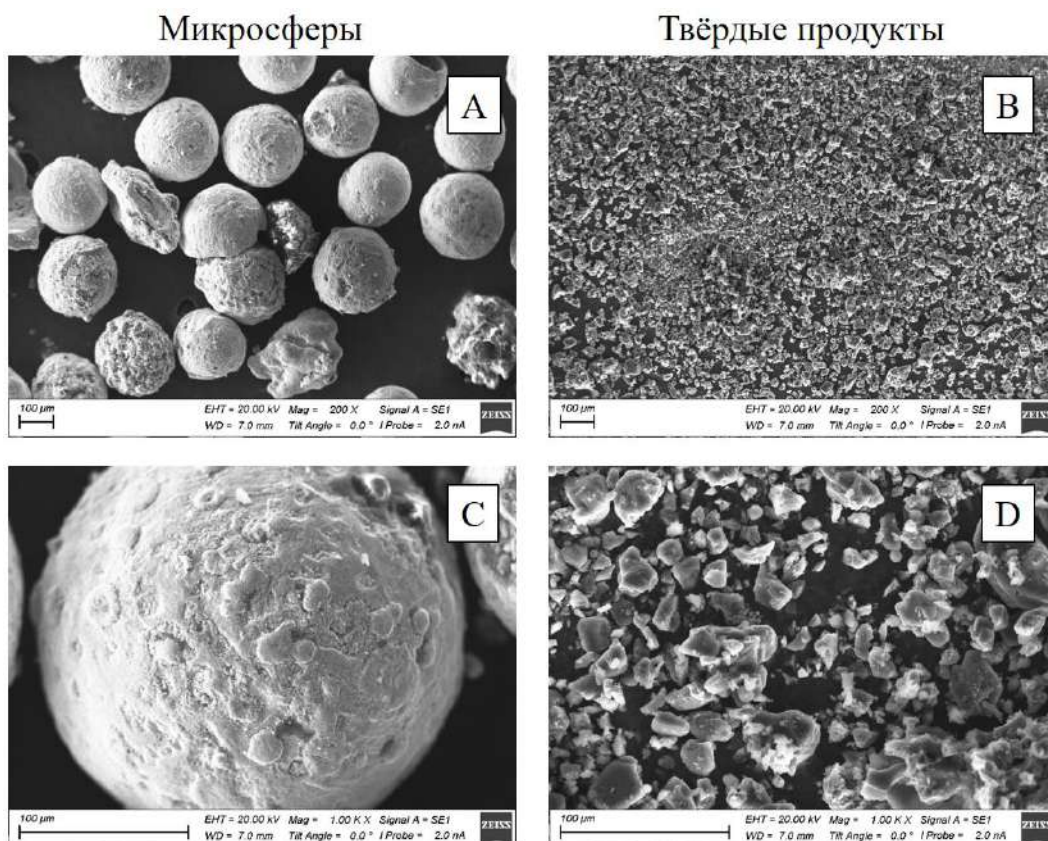 Микросферы
Твёрдые продукты
A
B
100 µm
EHT = 20.00 kV Mag = 200 X Signal A = SE1
WD = 7.0 mm Tilt Angle = 0.0 ° I Probe = 2.0 nA
ZEISS
100 µm
EHT = 20.00 kV Mag = 200 X Signal A = SE1
WD = 7.0 mm Tilt Angle = 0.0 ° I Probe = 2.0 nA
ZEISS
C
D
100 µm
EHT = 20.00 kV Mag = 1.00 K X Signal A = SE1
WD = 7.0 mm Tilt Angle = 0.0 ° I Probe = 2.0 nA
ZEISS
100 µm
EHT = 20.00 kV Mag = 1.00 K X Signal A = SE1
WD = 7.0 mm Tilt Angle = 0.0 ° I Probe = 2.0 nA
ZEISS